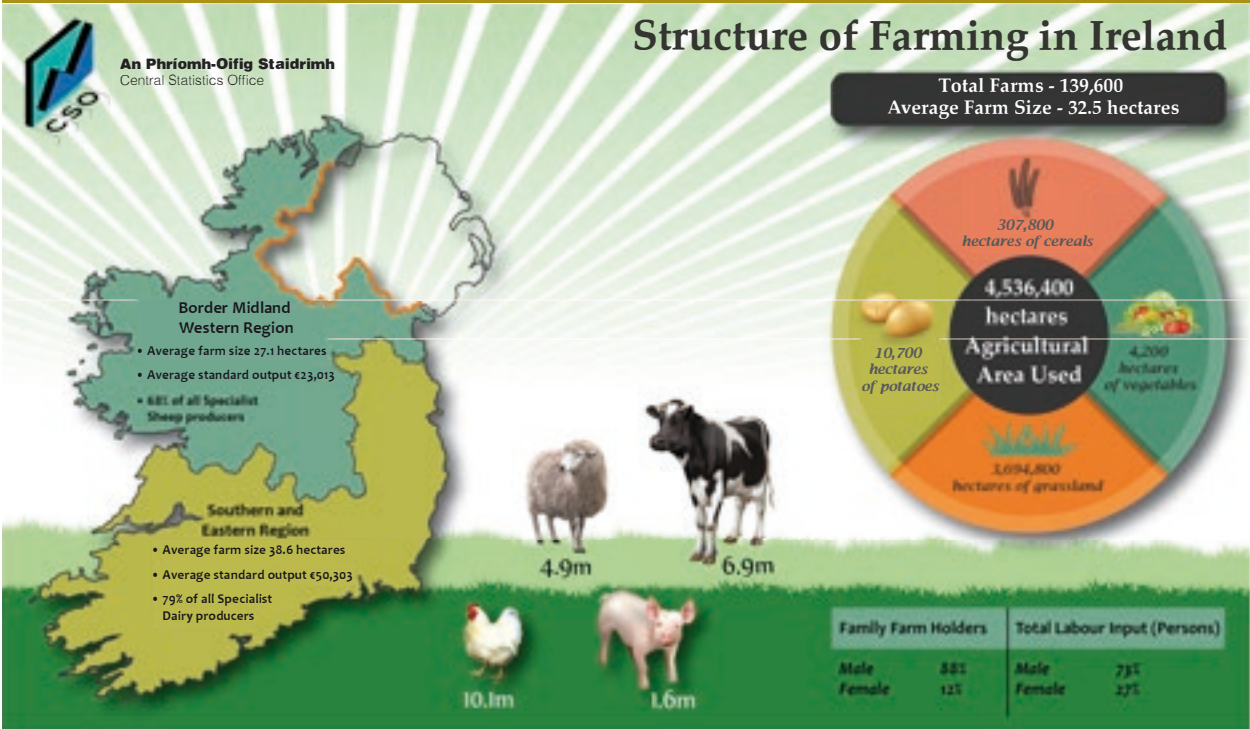 Structure of Farming in Ireland
An Phríomh-Oifig Staidrimh
Central Statistics Office
CSO
Total Farms - 139,600
Average Farm Size - 32.5 hectares
307,800
hectares of cereals
4,536,400
hectares
Agricultural
Area Used
10,700
hectares
of potatoes
4,200
hectares
of vegetables
3,694,800
hectares of grassland
Border Midland
Western Region
• Average farm size 27.1 hectares
• Average standard output €23,013
• 68% of all Specialist
Sheep producers
Southern and
Eastern Region
• Average farm size 38.6 hectares
• Average standard output €50,303
• 79% of all Specialist
Dairy producers
4.9m
6.9m
10.1m
1.6m
Family Farm Holders
Male 88%
Female 12%
Total Labour Input (Persons)
Male 73%
Female 27%